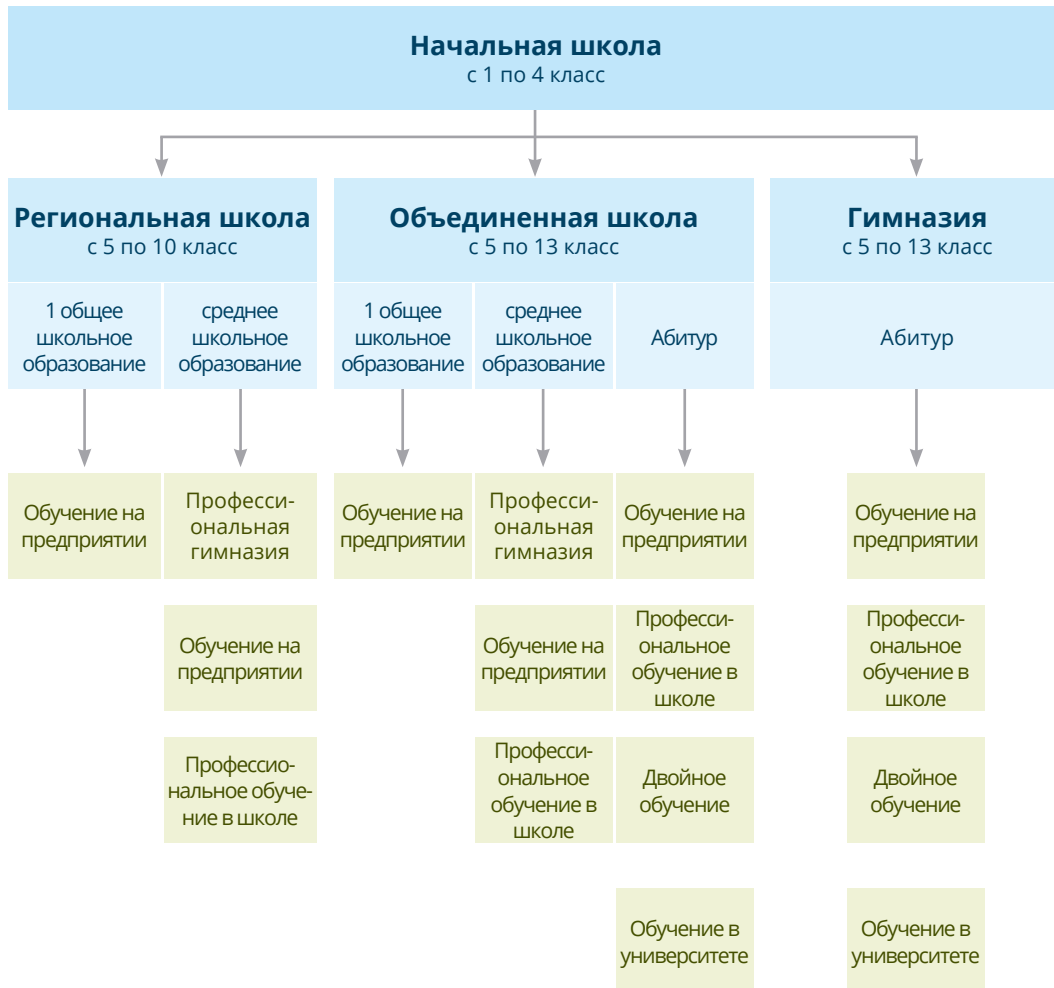 Начальная школа
с 1 по 4 класс
Региональная школа
с 5 по 10 класс
Объединенная школа
с 5 по 13 класс
Гимназия
с 5 по 13 класс
1 общее
школьное
образование
среднее
школьное
образование
1 общее
школьное
образование
среднее
школьное
образование
Абитур
Абитур
Обучение на
предприятии
Професси-
ональная
гимназия
Обучение на
предприятии
Професси-
ональная
гимназия
Обучение на
предприятии
Обучение на
предприятии
Обучение на
предприятии
Обучение на
предприятии
Професси-
ональное
обучение в
школе
Професси-
ональное
обучение в
школе
Профессио-
нальное обуче-
ние в школе
Професси-
ональное
обучение в
школе
Двойное
обучение
Двойное
обучение
Обучение в
университете
Обучение в
университете